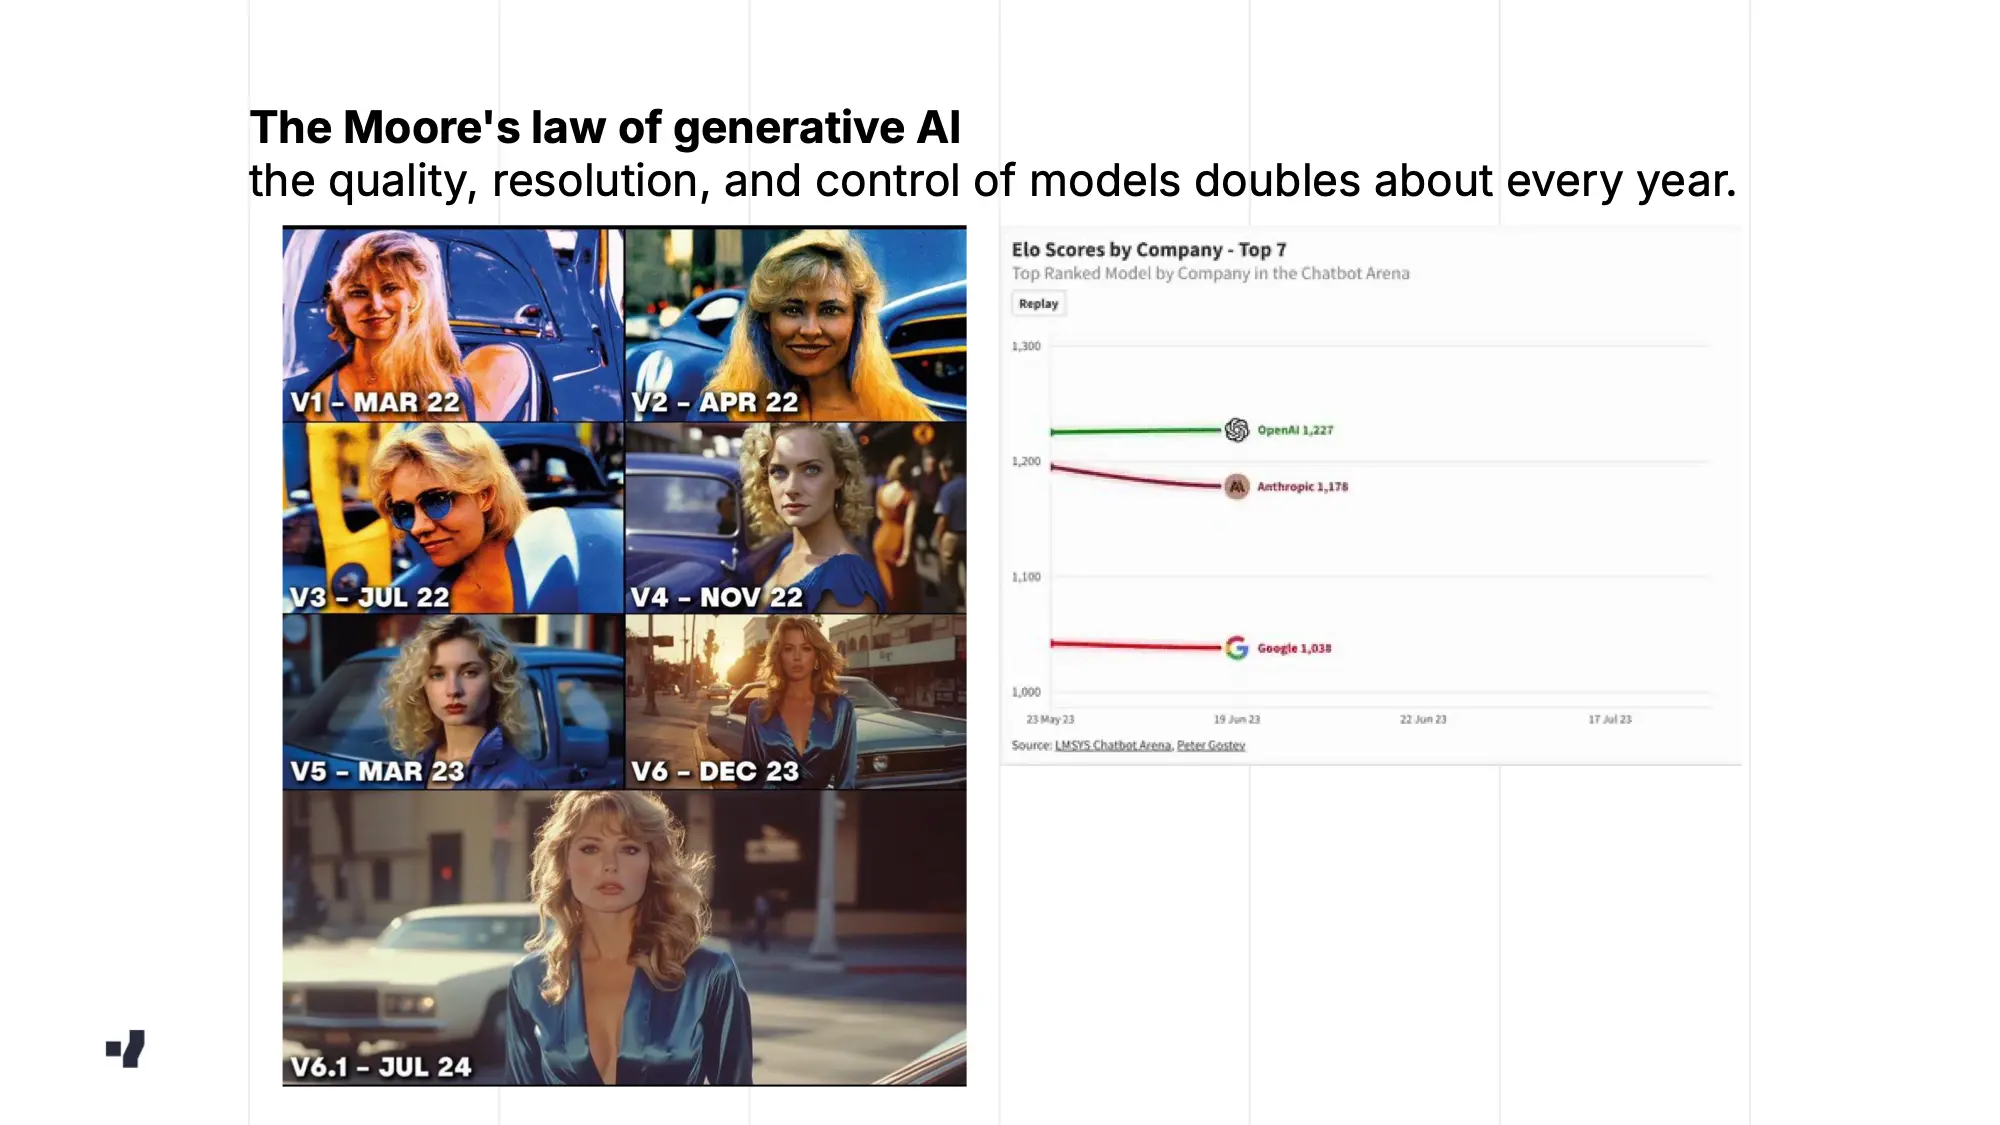 The Moore's law of generative AI
the quality, resolution, and control of models doubles about every year.
V1 – MAR 22
V2 – APR 22
V3 – JUL 22
V4 – NOV 22
V5 – MAR 23
V6 – DEC 23
V6.1 – JUL 24
Elo Scores by Company - Top 7
Top Ranked Model by Company in the Chatbot Arena
Replay
1,300
OpenAI 1,227
1,200
Anthropic 1,178
1,100
Google 1,038
1,000
23 May 23
19 Jun 23
22 Jun 23
17 Jul 23
Source: LMSYS Chatbot Arena, Peter Gostev